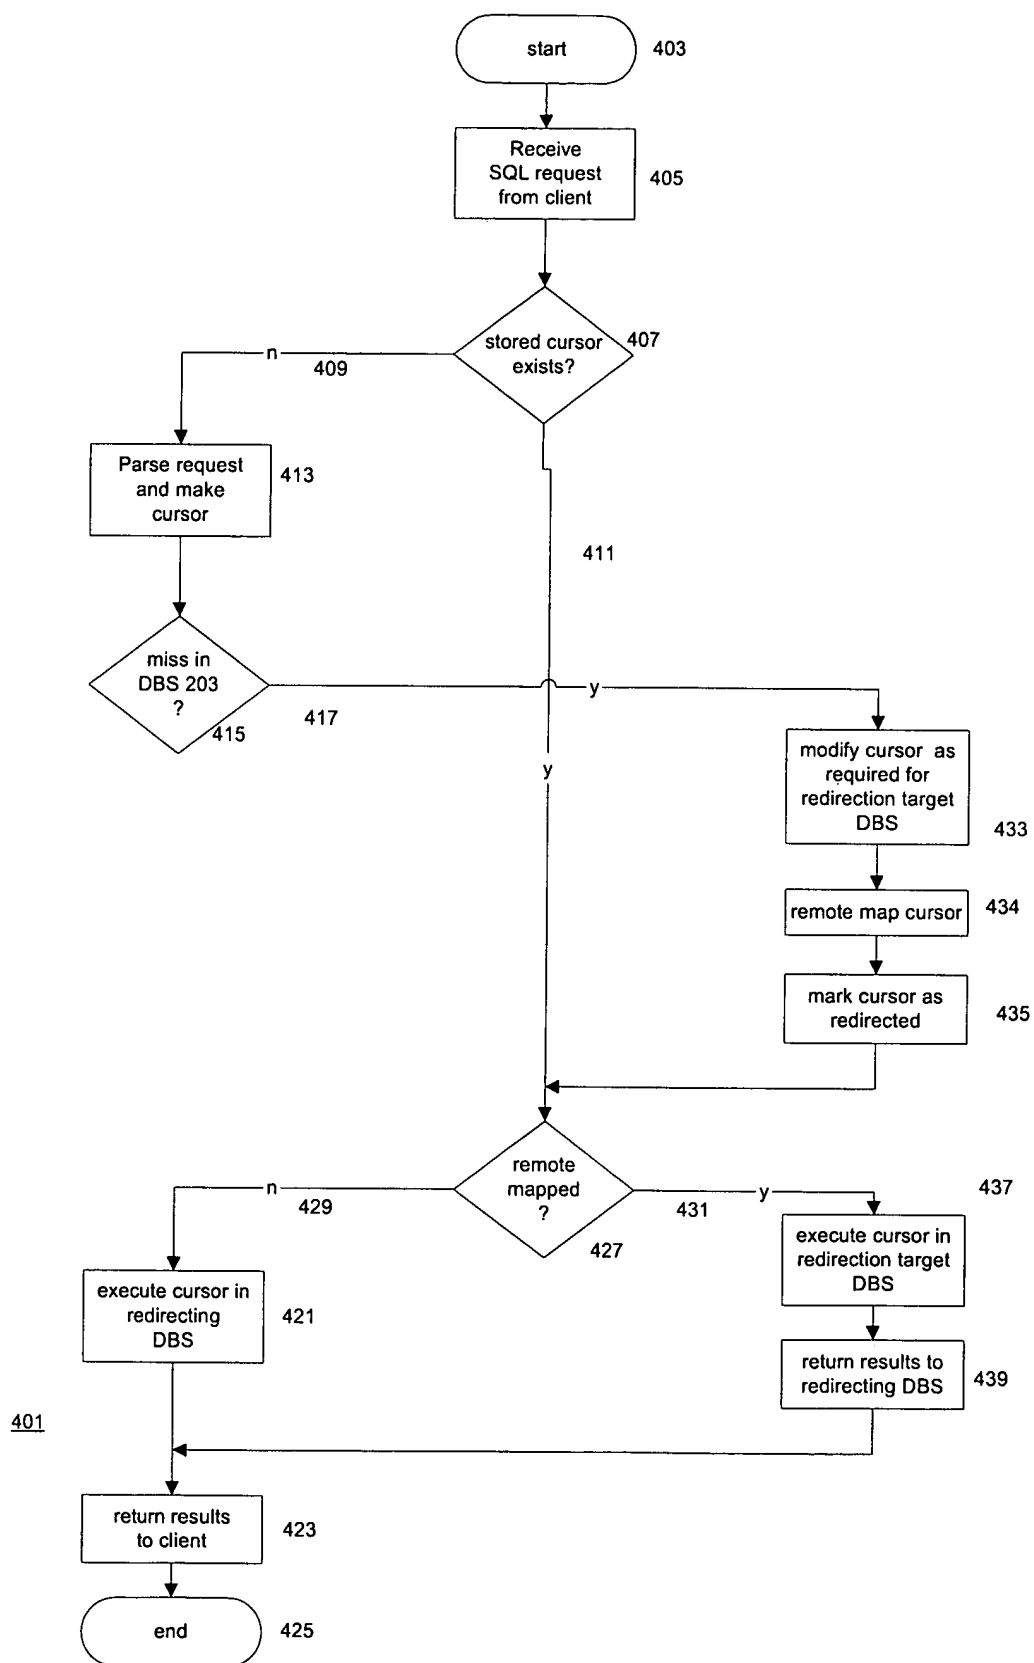 start
403
Receive
SQL request
from client
405
stored cursor
exists?
407
n
409
Parse request
and make
cursor
413
411
miss in
DBS 203
?
415
417
y
y
modify cursor as
required for
redirection target
DBS
433
remote map cursor
434
mark cursor as
redirected
435
remote
mapped
?
427
n
429
431
y
437
execute cursor in
redirecting
DBS
421
execute cursor in
redirection target
DBS
return results to
redirecting DBS
439
401
return results
to client
423
end
425